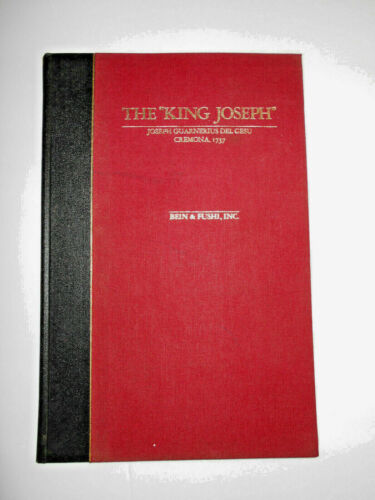 THE "KING JOSEPH"
JOSEPH GUARNERIUS DEL GESU
CREMONA, 1737
BEIN & FUSHI, INC.